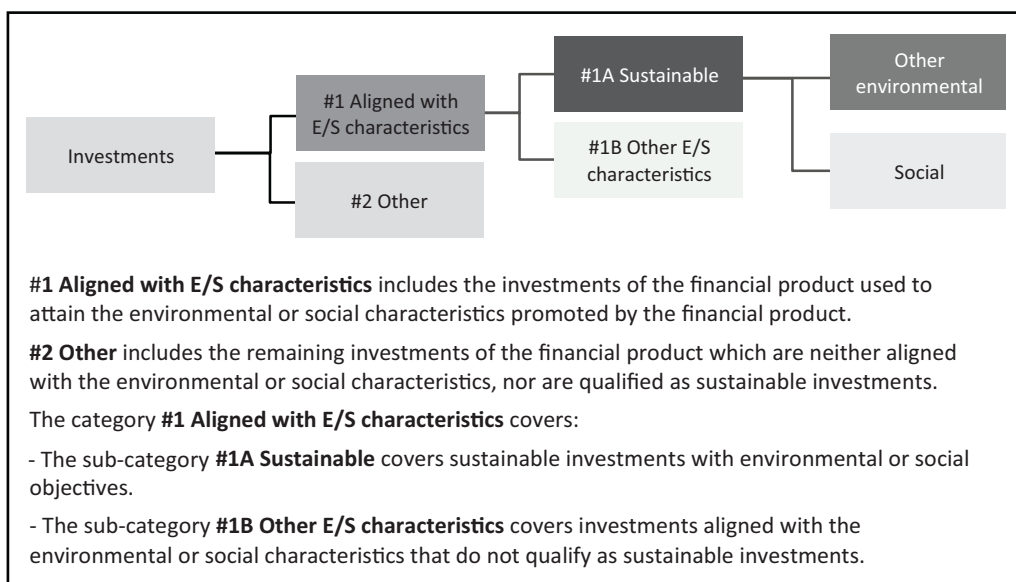 Investments
#1 Aligned with
E/S characteristics
#2 Other
#1A Sustainable
#1B Other E/S
characteristics
Other
environmental
Social
#1 Aligned with E/S characteristics includes the investments of the financial product used to
attain the environmental or social characteristics promoted by the financial product.
#2 Other includes the remaining investments of the financial product which are neither aligned
with the environmental or social characteristics, nor are qualified as sustainable investments.
The category #1 Aligned with E/S characteristics covers:
- The sub-category #1A Sustainable covers sustainable investments with environmental or social
objectives.
- The sub-category #1B Other E/S characteristics covers investments aligned with the
environmental or social characteristics that do not qualify as sustainable investments.